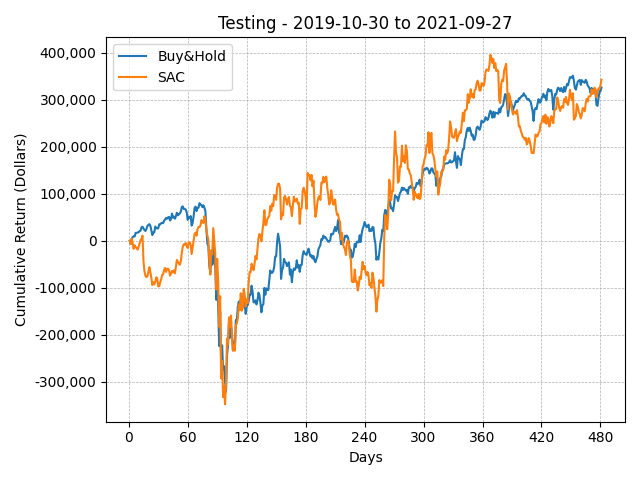 Testing - 2019-10-30 to 2021-09-27
Buy&Hold
SAC
Cumulative Return (Dollars)
400,000
300,000
200,000
100,000
0
-100,000
-200,000
-300,000
0 60 120 180 240 300 360 420 480
Days